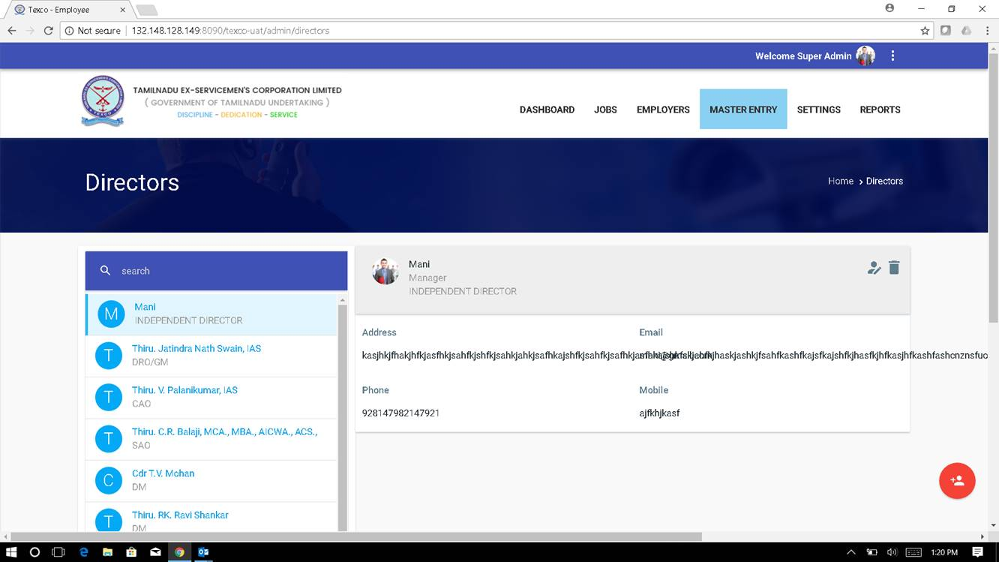 Texco - Employee
Not secure
132.148.128.149:8090/texco-uat/admin/directors
Welcome Super Admin
TAMILNADU EX-SERVICEMEN'S CORPORATION LIMITED
( GOVERNMENT OF TAMILNADU UNDERTAKING )
DISCIPLINE - DEDICATION - SERVICE
DASHBOARD JOBS EMPLOYERS MASTER ENTRY SETTINGS REPORTS
Directors
Home > Directors
search
M
Mani
INDEPENDENT DIRECTOR
T
Thiru. Jatindra Nath Swain, IAS
DRO/GM
T
Thiru. V. Palanikumar, IAS
CAO
T
Thiru. C.R. Balaji, MCA., MBA., AICWA., ACS.,
SAO
C
Cdr T.V. Mohan
DM
T
Thiru. RK. Ravi Shankar
DM
Mani
Manager
INDEPENDENT DIRECTOR
Address
Email
Phone
Mobile
928147982147921
ajfkhjkasf
1:20 PM